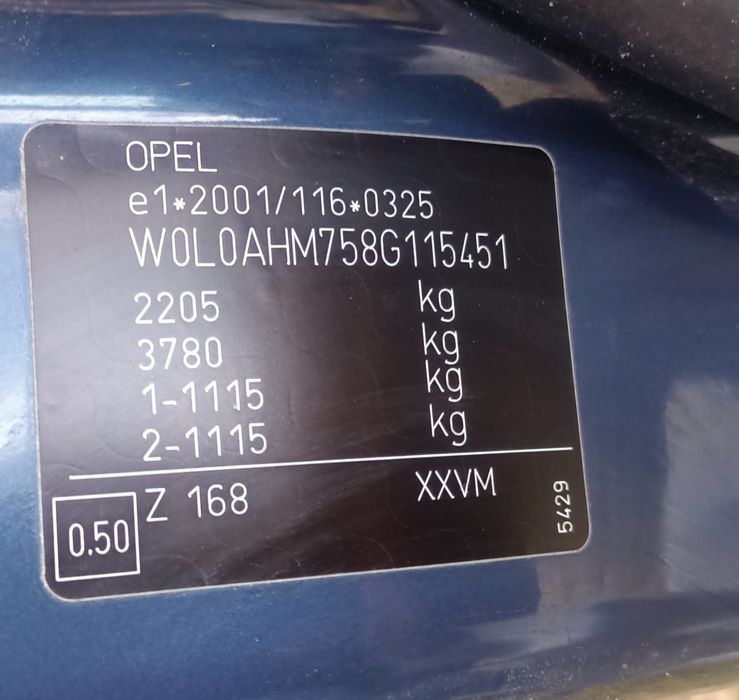 OPEL
e1*2001/116*0325
W0L0AHM758G115451
2205 kg
3780 kg
1-1115 kg
2-1115 kg
0.50 Z 168 XXVM
5429